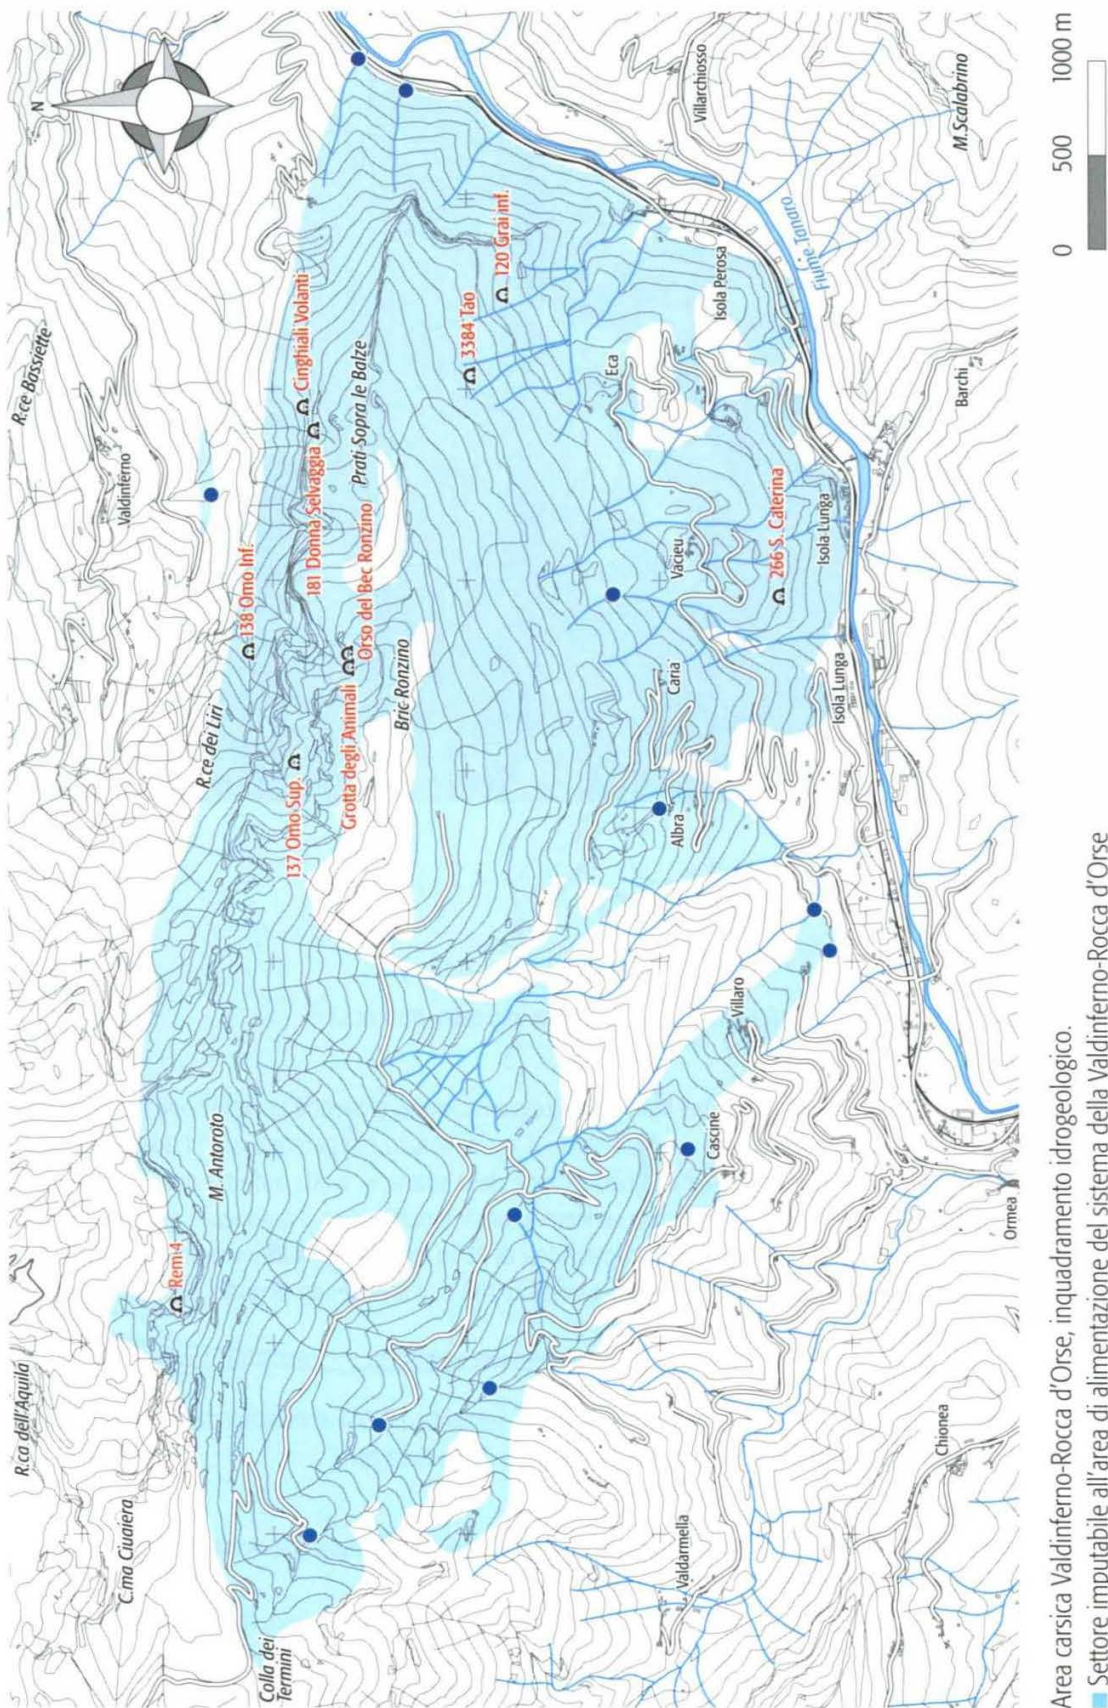 N
R.ce Bassiette
Valdinferno
Villarchiosso
M. Scalabrino
Cinghiali Volanti
181 Donna Selvaggia
138 Omo Inf.
R.ce dei Liri
137 Omo Sup.
Grotta degli Animali
Orso del Bec Ronzino
Prati Sopra le Balze
Bric Ronzino
3384 Tao
120 Grai inf.
Isola Perosa
Fiume Tanaro
Eca
Barchi
Vacieu
266 S. Caterina
Isola Lunga
Isola Lunga
Caria
Albra
M. Antoroto
Rem 4
R.ca dell'Aquila
C.ma Ciuaiera
Colla dei
Termini
Villaro
Cascine
Ormea
Chionea
Valdarmella
Area carsica Valdinferno-Rocca d'Orse, inquadramento idrogeologico.
Settore imputabile all'area di alimentazione del sistema della Valdinferno-Rocca d'Orse
0 500 1000 m